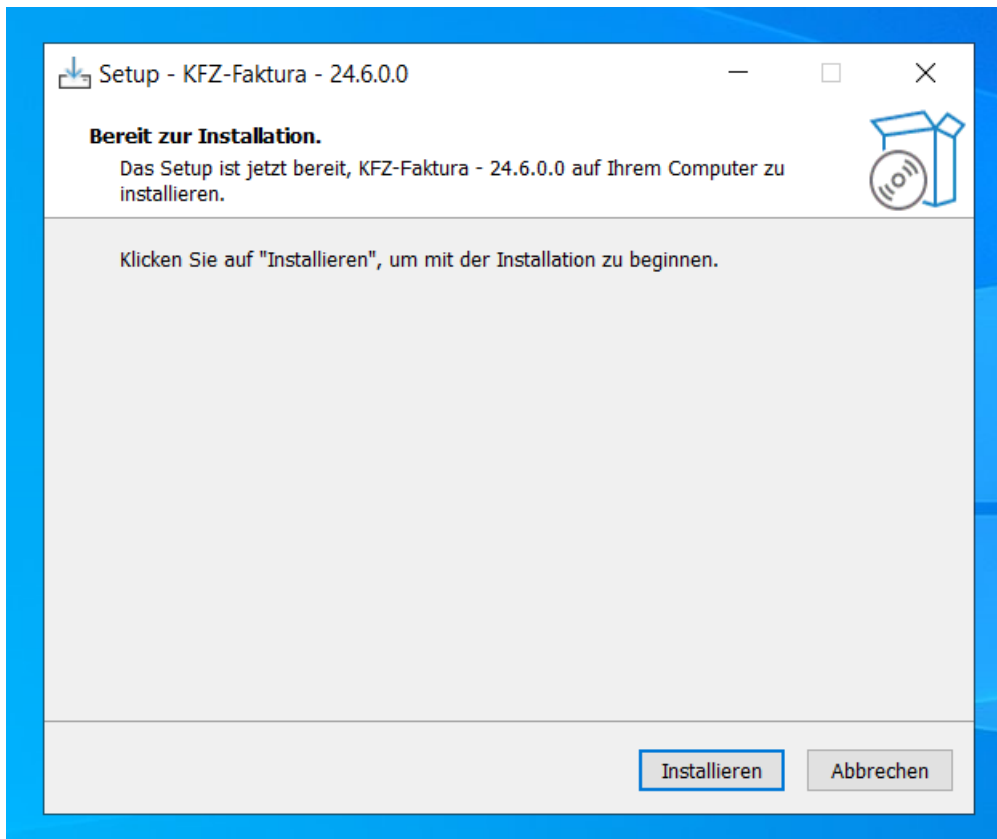 Setup - KFZ-Faktura - 24.6.0.0
Bereit zur Installation.
Das Setup ist jetzt bereit, KFZ-Faktura - 24.6.0.0 auf Ihrem Computer zu
installieren.
Klicken Sie auf "Installieren", um mit der Installation zu beginnen.
Installieren
Abbrechen